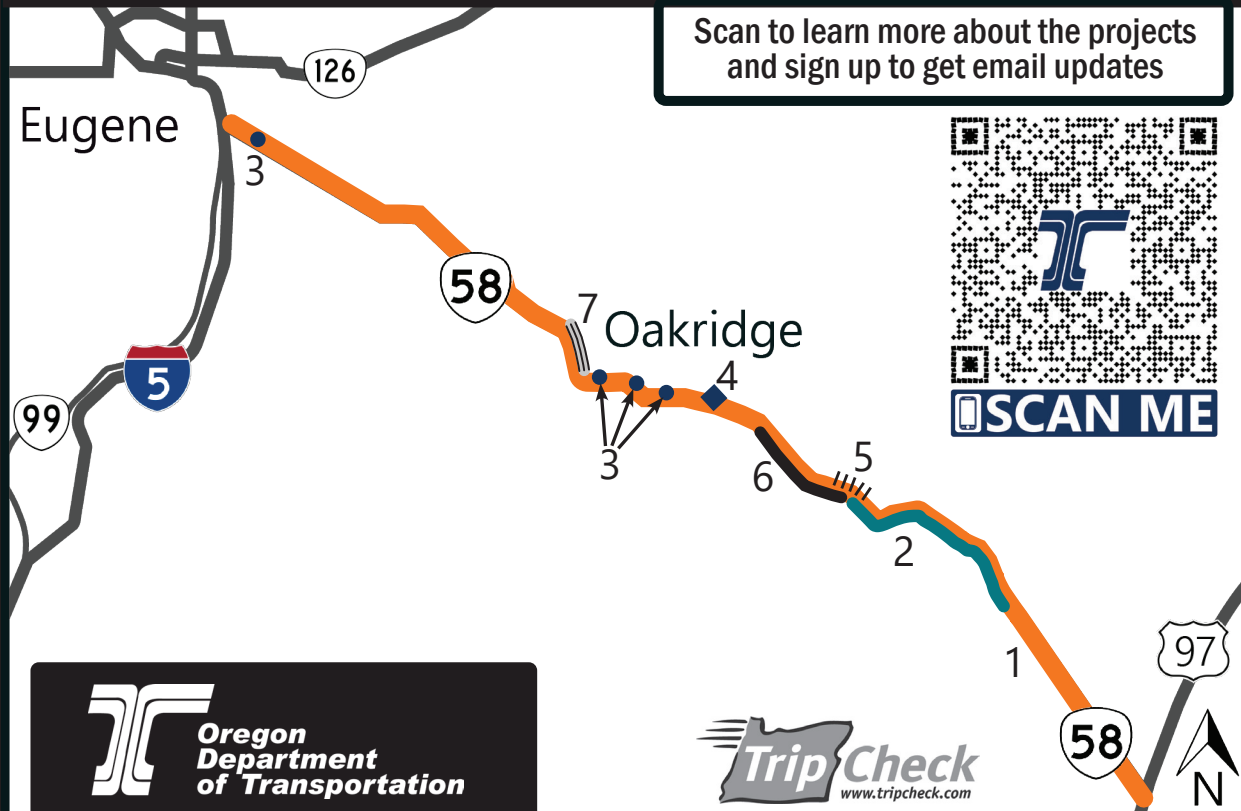 Scan to learn more about the projects
and sign up to get email updates
126
Eugene
3
58
7
Oakridge
4
SCAN ME
5
99
3
6
5
2
1
97
58
N
Oregon
Department
of Transportation
Trip Check
www.tripcheck.com